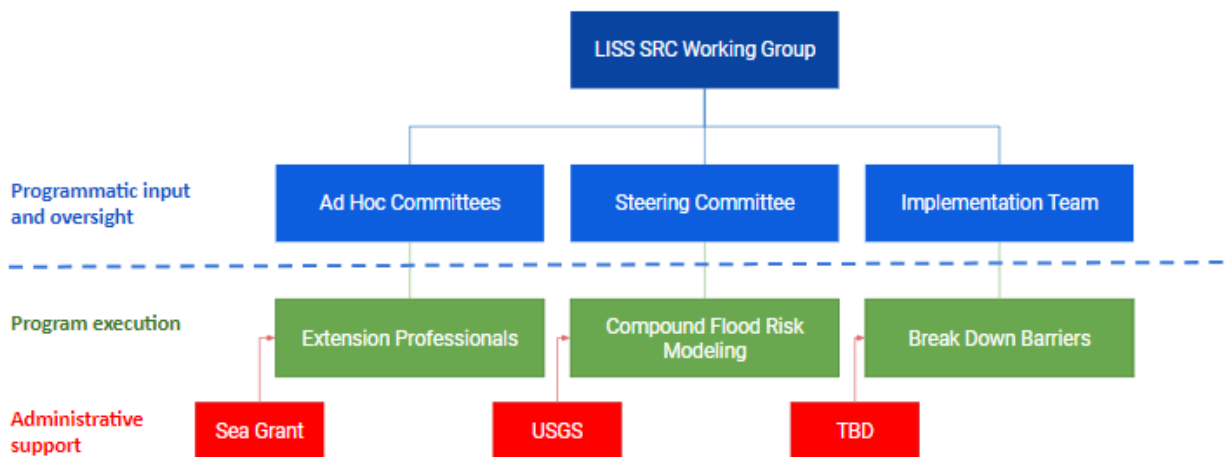 LISS SRC Working Group
Programmatic input
and oversight
Ad Hoc Committees
Steering Committee
Implementation Team
Program execution
Extension Professionals
Compound Flood Risk
Modeling
Break Down Barriers
Administrative
support
Sea Grant
USGS
TBD